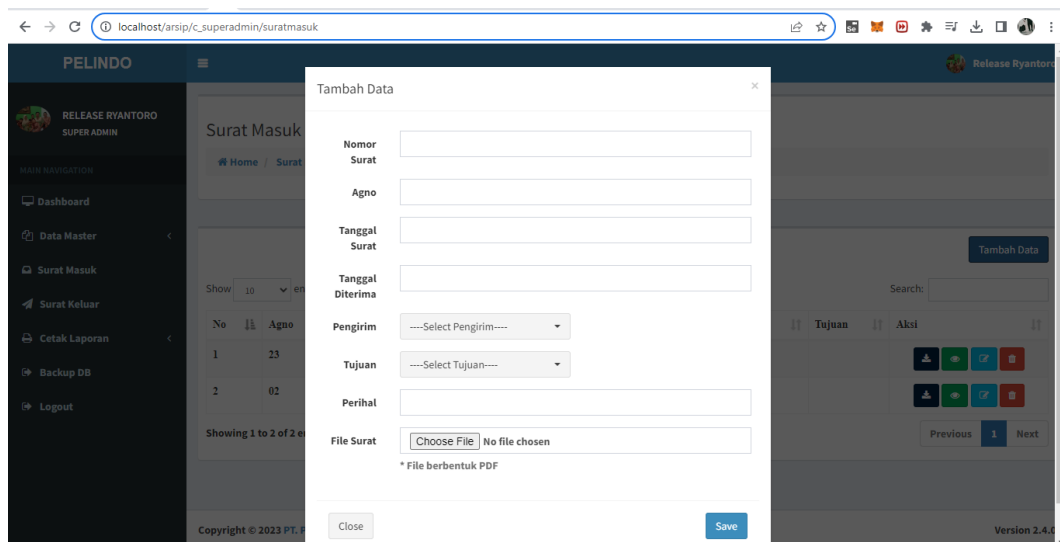 localhost/arsip/c_superadmin/suratmasuk
PELINDO
Release Ryantoro
RELEASE RYANTORO
SUPER ADMIN
MAIN NAVIGATION
Dashboard
Data Master
Surat Masuk
Surat Keluar
Cetak Laporan
Backup DB
Logout
Surat Masuk
Home / Surat
Tambah Data
Show 10 en
Search:
No Agno Tujuan Aksi
1 23
2 02
Showing 1 to 2 of 2 en
Previous 1 Next
Copyright © 2023 PT. P
Version 2.4.0
Tambah Data
×
Nomor
Surat
Agno
Tanggal
Surat
Tanggal
Diterima
Pengirim ----Select Pengirim----
Tujuan ----Select Tujuan----
Perihal
File Surat Choose File No file chosen
* File berbentuk PDF
Close Save